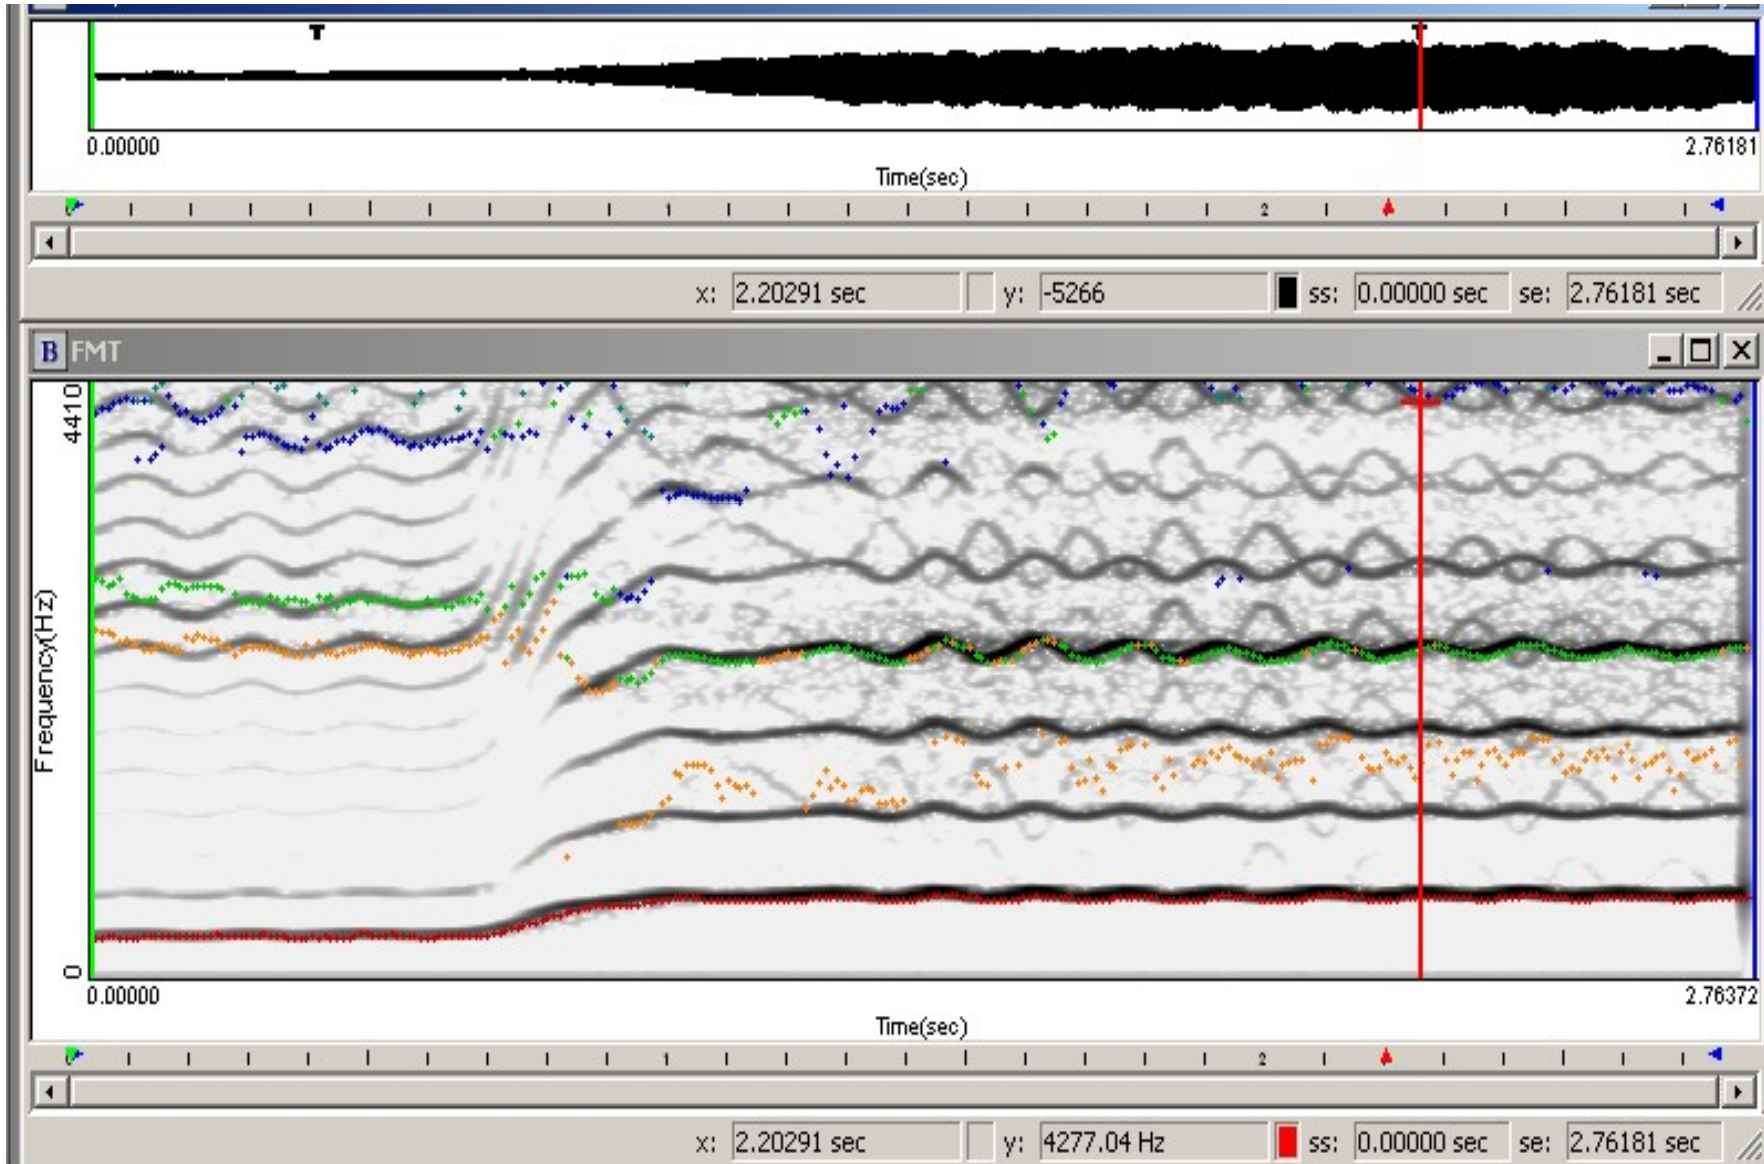 T T
0.00000 2.76181
Time(sec)
1 2
x: 2.20291 sec y: -5266 ss: 0.00000 sec se: 2.76181 sec
B FMT
4410
Frequency(Hz)
0
0.00000 2.76372
Time(sec)
1 2
x: 2.20291 sec y: 4277.04 Hz ss: 0.00000 sec se: 2.76181 sec